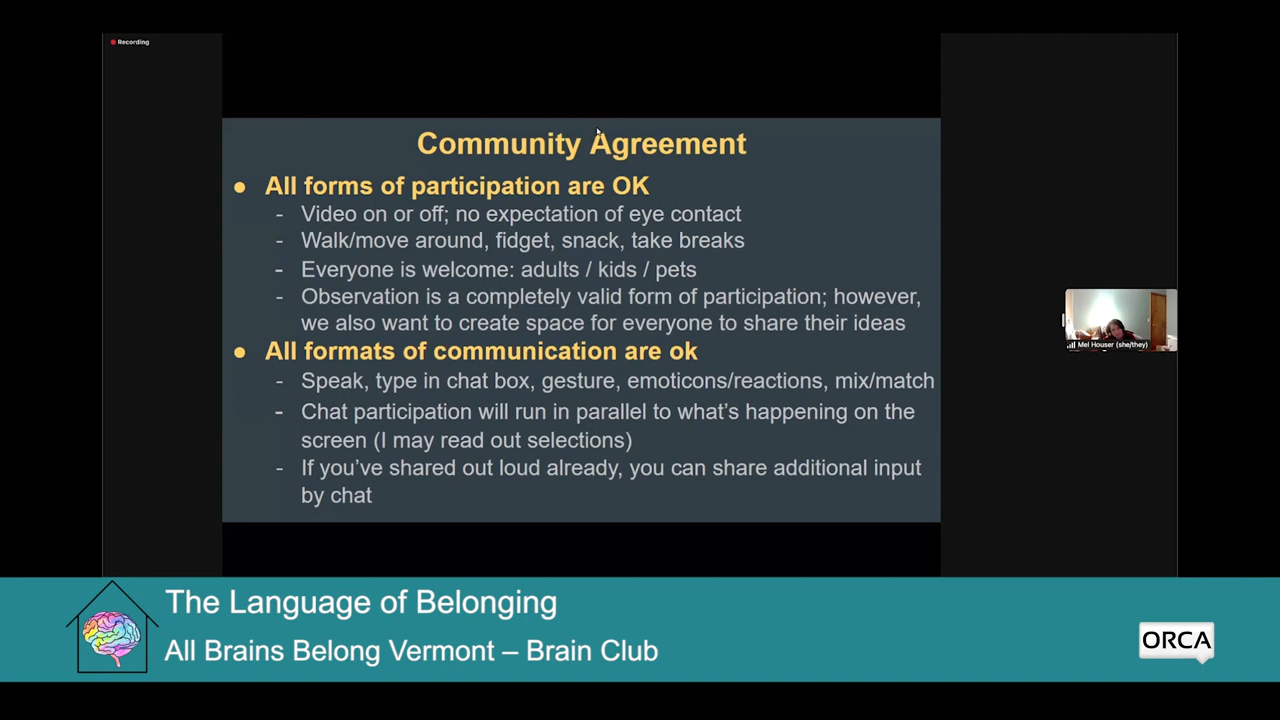 Recording
Community Agreement
● All forms of participation are OK
- Video on or off; no expectation of eye contact
- Walk/move around, fidget, snack, take breaks
- Everyone is welcome: adults / kids / pets
- Observation is a completely valid form of participation; however,
we also want to create space for everyone to share their ideas
● All formats of communication are ok
- Speak, type in chat box, gesture, emoticons/reactions, mix/match
- Chat participation will run in parallel to what’s happening on the
screen (I may read out selections)
- If you’ve shared out loud already, you can share additional input
by chat
Mel Houser (she/they)
The Language of Belonging
All Brains Belong Vermont – Brain Club
ORCA